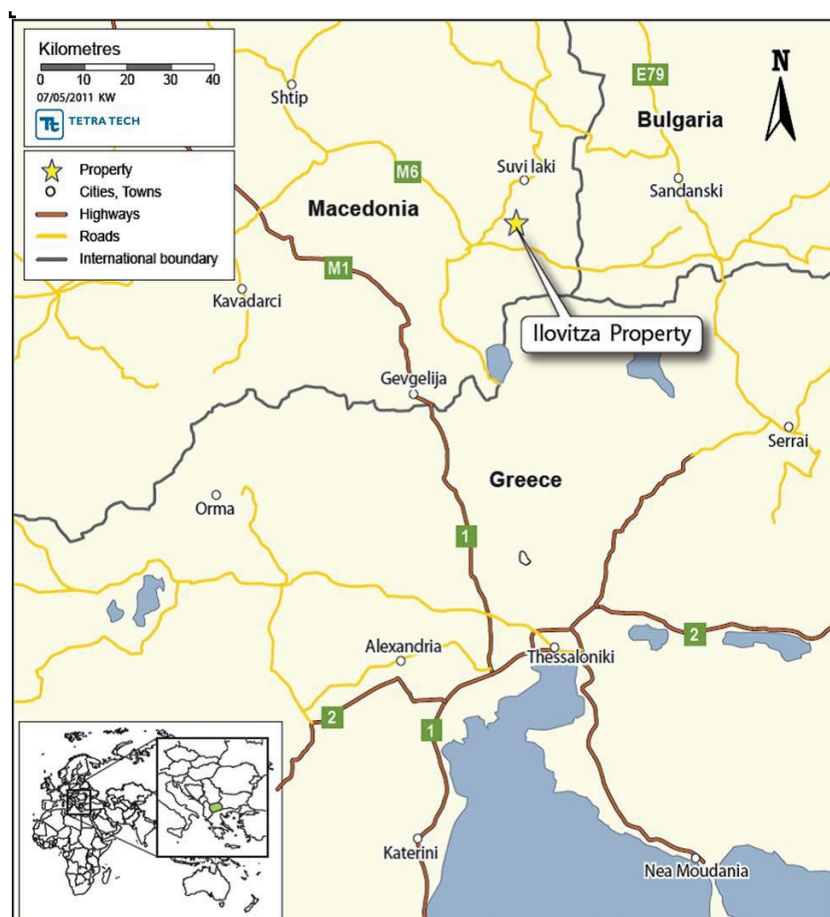 Kilometres
0 10 20 30 40
07/05/2011 KW
Tt TETRA TECH
Property
Cities, Towns
Highways
Roads
International boundary
N
E79
Bulgaria
Shtip
M6
Suvi laki
Sandanski
Macedonia
M1
Kavadarci
Ilovitza Property
Gevgelija
Serrai
Greece
Orma
1
2
Alexandria
Thessaloniki
2
1
Katerini
Nea Moudania